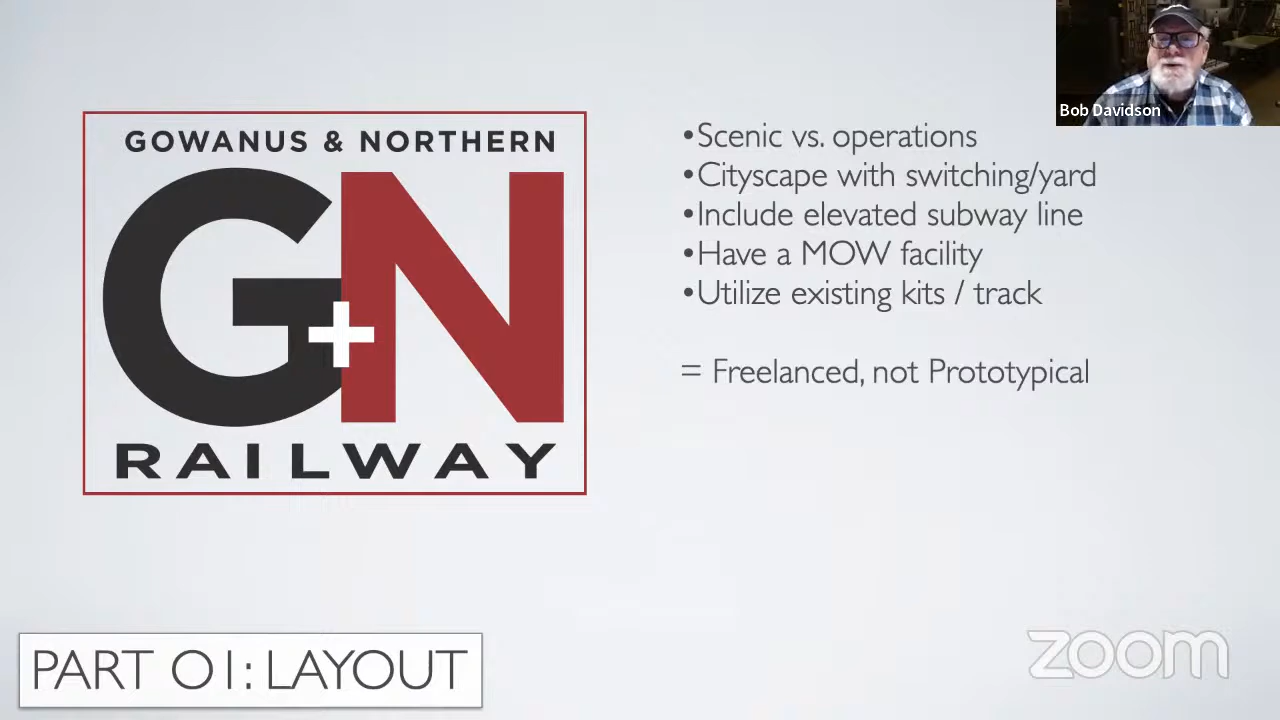 GOWANUS & NORTHERN
G+N
RAILWAY
Bob Davidson
•Scenic vs. operations
•Cityscape with switching/yard
•Include elevated subway line
•Have a MOW facility
•Utilize existing kits / track
= Freelanced, not Prototypical
PART 01: LAYOUT
zoom